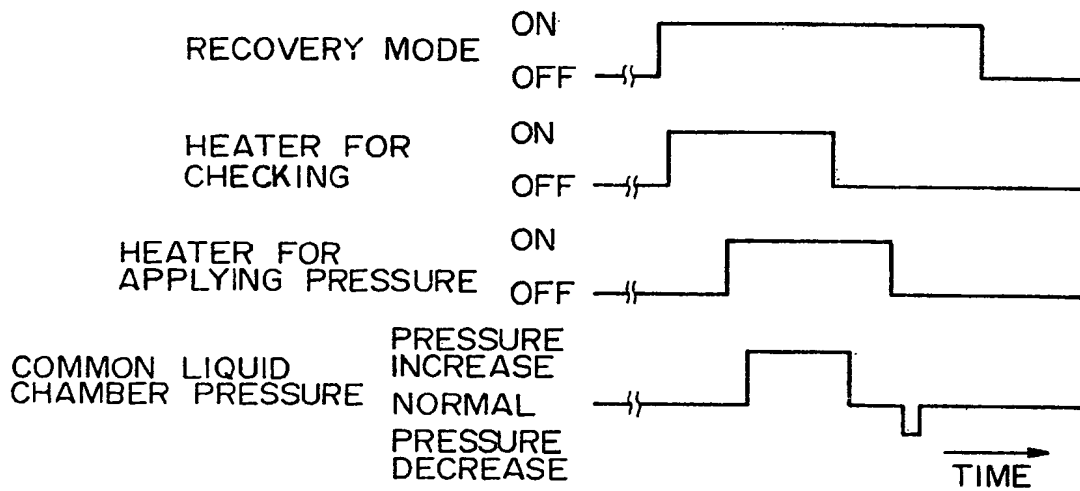 RECOVERY MODE
ON
OFF
HEATER FOR
CHECKING
ON
OFF
HEATER FOR
APPLYING PRESSURE
ON
OFF
COMMON LIQUID
CHAMBER PRESSURE
PRESSURE
INCREASE
NORMAL
PRESSURE
DECREASE
TIME